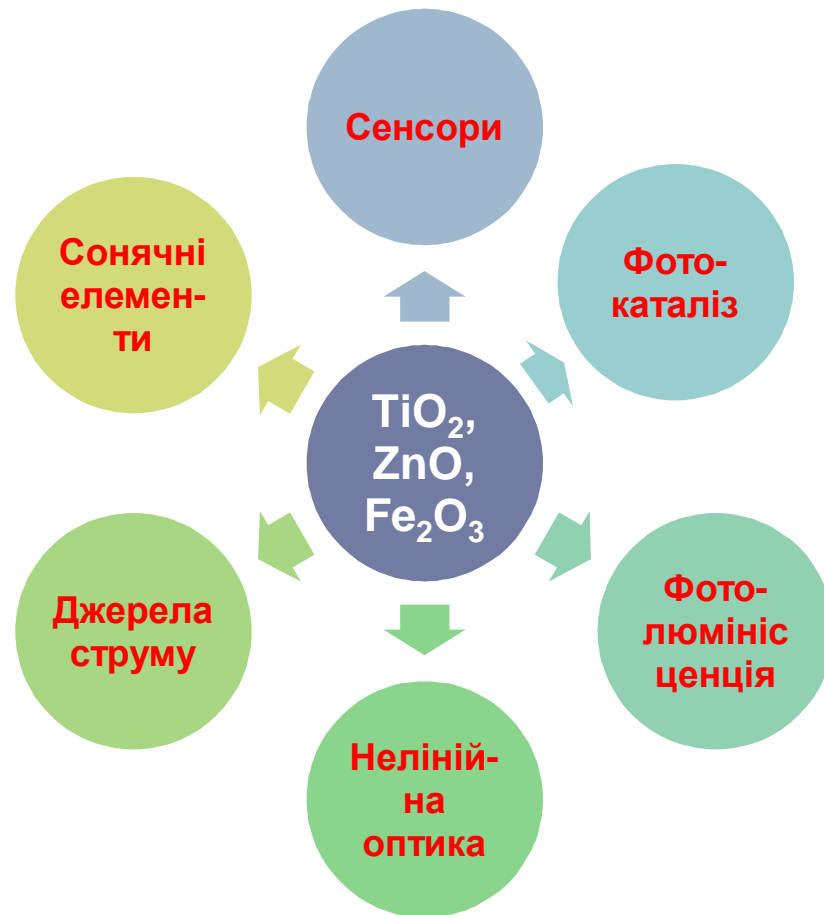 Сенсори
Фото-
каталіз
Фото-
люмініс
ценція
Неліній-
на
оптика
Джерела
струму
Сонячні
елемен-
ти
TiO₂,
ZnO,
Fe₂O₃